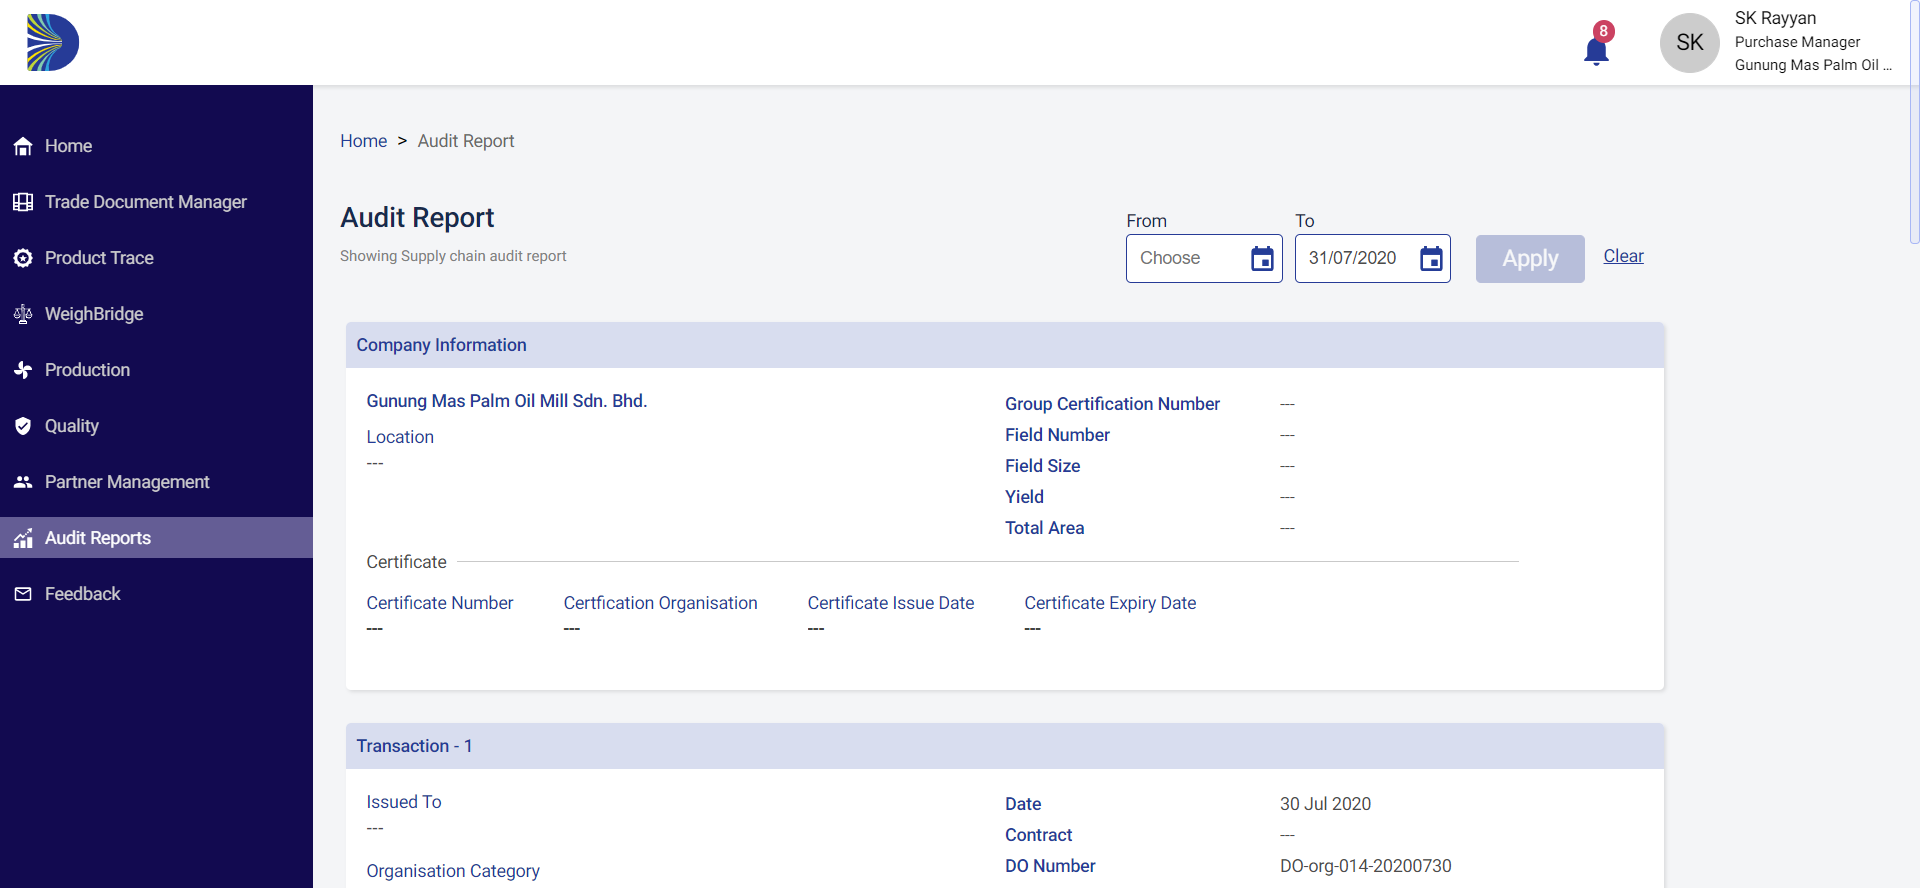 8
SK
SK Rayyan
Purchase Manager
Gunung Mas Palm Oil ...
Home
Trade Document Manager
Product Trace
WeighBridge
Production
Quality
Partner Management
Audit Reports
Feedback
Home > Audit Report
Audit Report
Showing Supply chain audit report
From
Choose
To
31/07/2020
Apply
Clear
Company Information
Gunung Mas Palm Oil Mill Sdn. Bhd.
Location
---
Group Certification Number ---
Field Number ---
Field Size ---
Yield ---
Total Area ---
Certificate
Certificate Number Certfication Organisation Certificate Issue Date Certificate Expiry Date
--- --- --- ---
Transaction - 1
Issued To
---
Organisation Category
Date 30 Jul 2020
Contract ---
DO Number DO-org-014-20200730